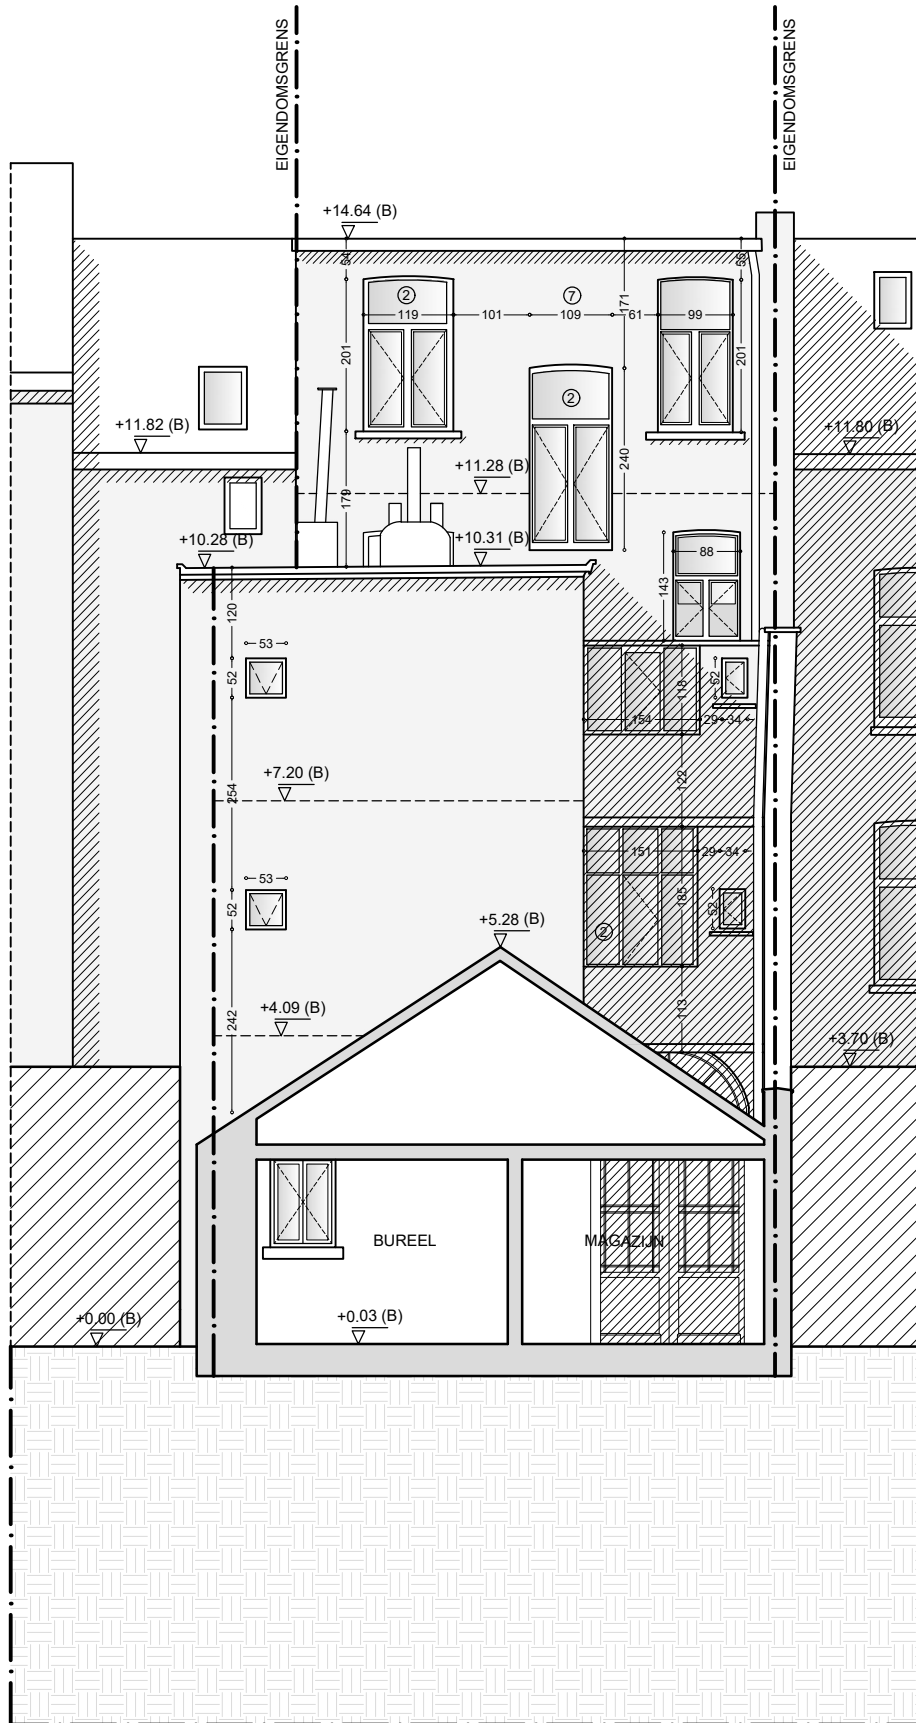 EIGENDOMSGRENS
EIGENDOMSGRENS
+14.64 (B)
54
2
7
171
55
119
101
109
61
99
201
201
2
+11.82 (B)
+11.80 (B)
240
+11.28 (B)
179
+10.28 (B)
+10.31 (B)
88
143
120
53
52
52
118
154
29
34
+7.20 (B)
254
122
151
29
34
53
185
52
52
2
+5.28 (B)
242
+4.09 (B)
113
+3.70 (B)
BUREEL
MAGAZIJN
+0.00 (B)
+0.03 (B)